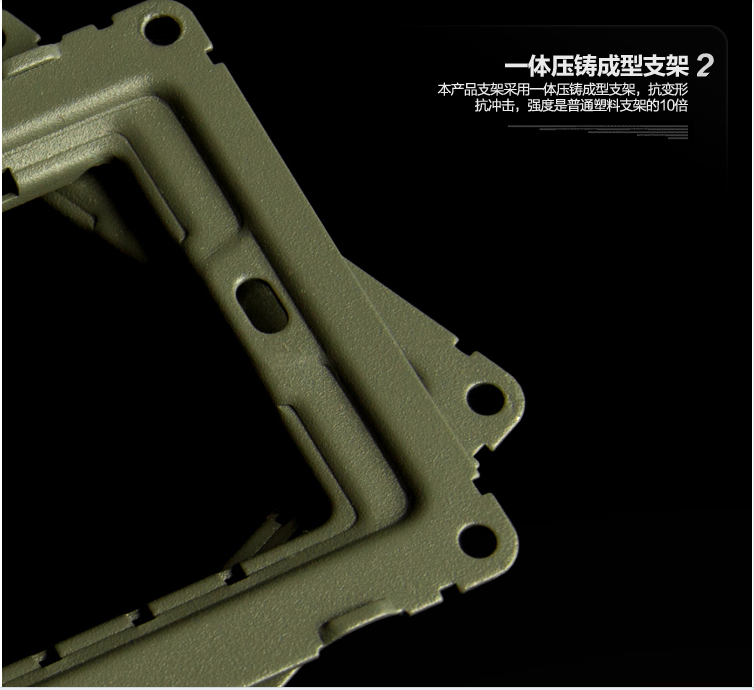 一体压铸成型支架 2
本产品支架采用一体压铸成型支架，抗变形
抗冲击，强度是普通塑料支架的10倍